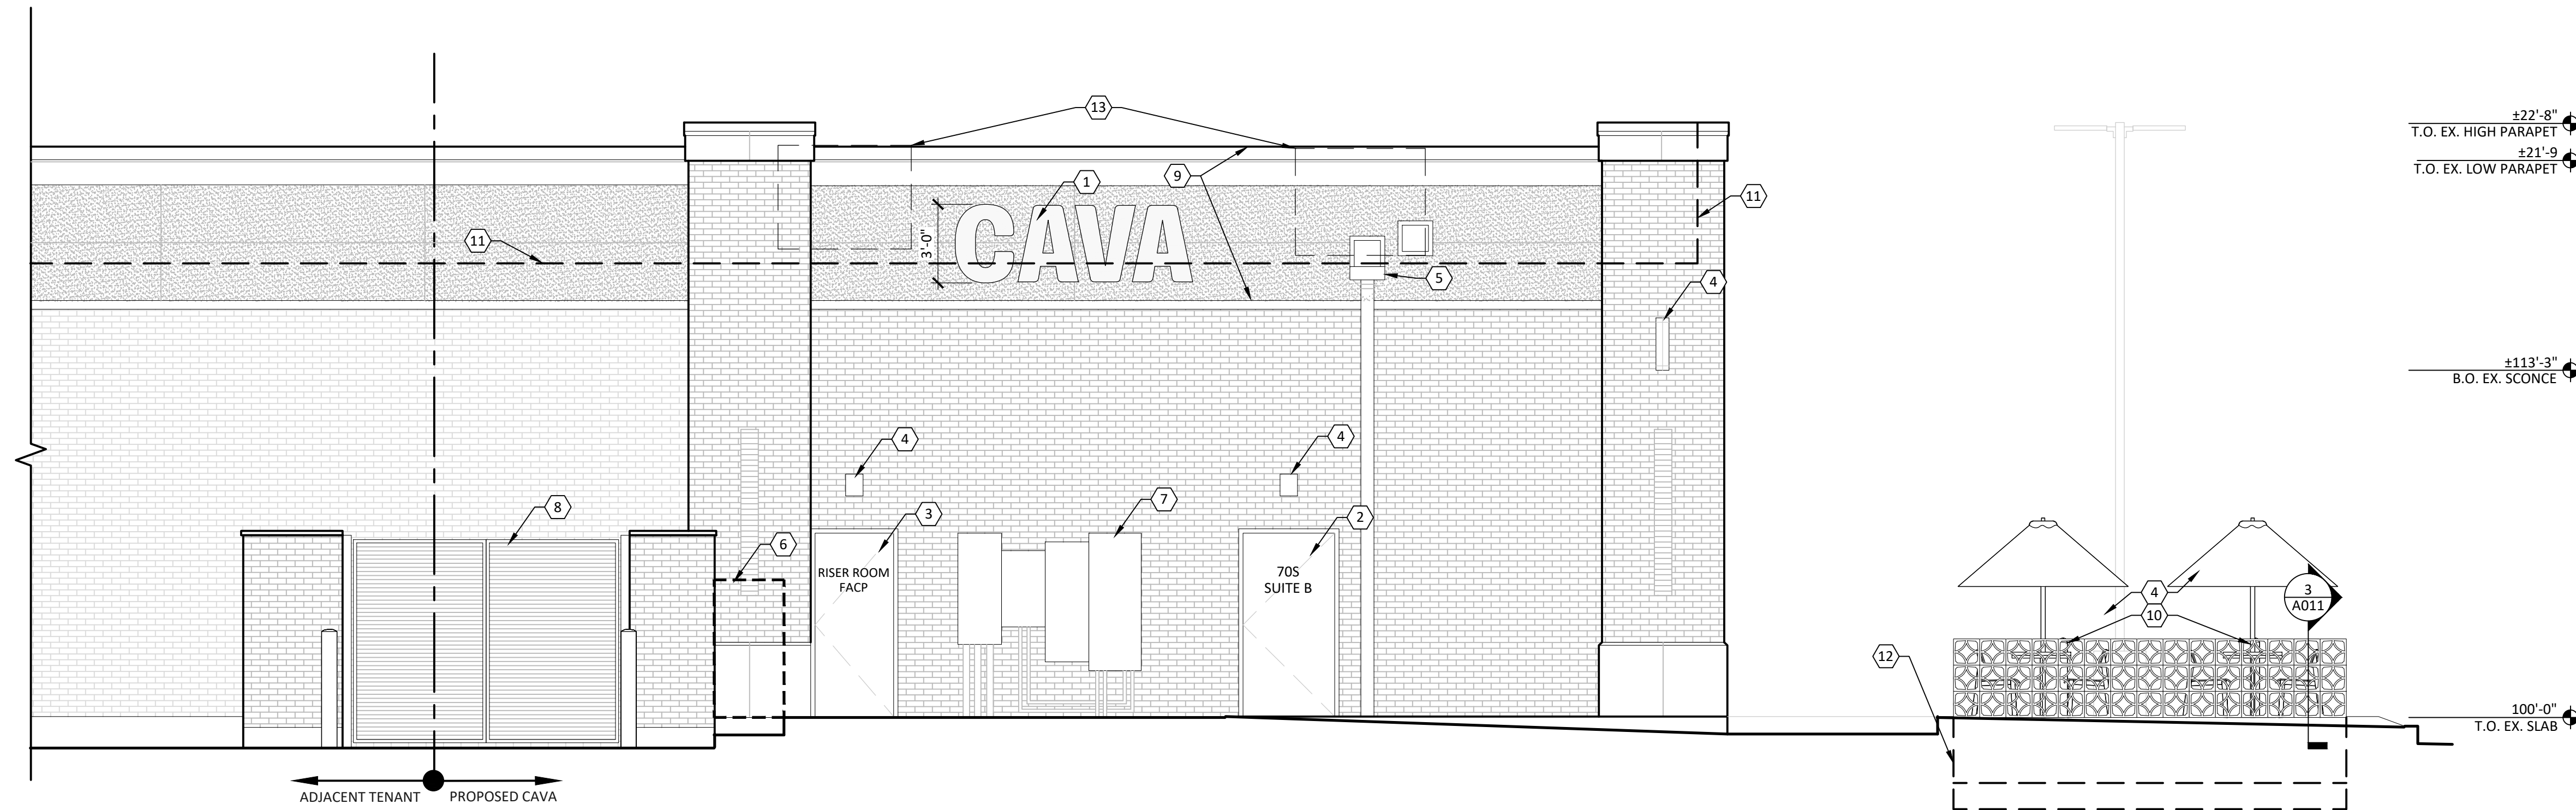 13
±22'-8"
T.O. EX. HIGH PARAPET
±21'-9
T.O. EX. LOW PARAPET
1
9
11
11
CAVA
3'-0"
5
4
±113'-3"
B.O. EX. SCONCE
4
4
8
3
7
2
6
RISER ROOM
FACP
70S
SUITE B
4
3
A011
10
12
100'-0"
T.O. EX. SLAB
ADJACENT TENANT
PROPOSED CAVA